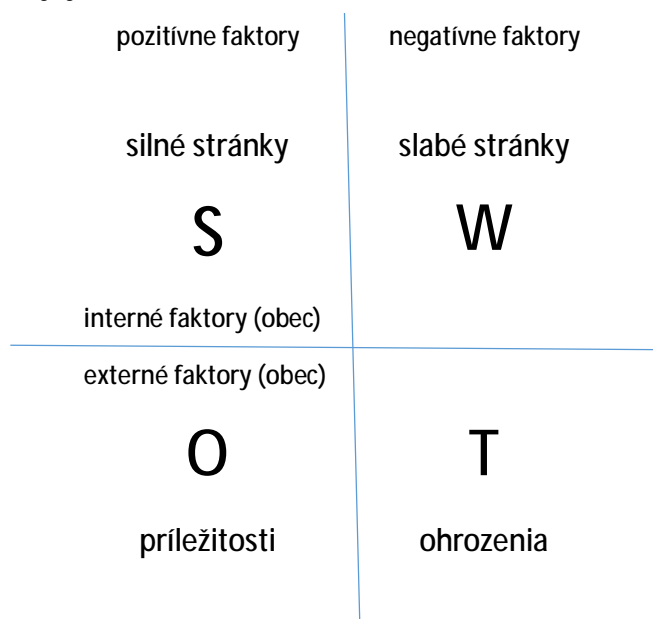 pozitívne faktory negatívne faktory
silné stránky slabé stránky
S W
interné faktory (obec)
externé faktory (obec)
O T
príležitosti ohrozenia